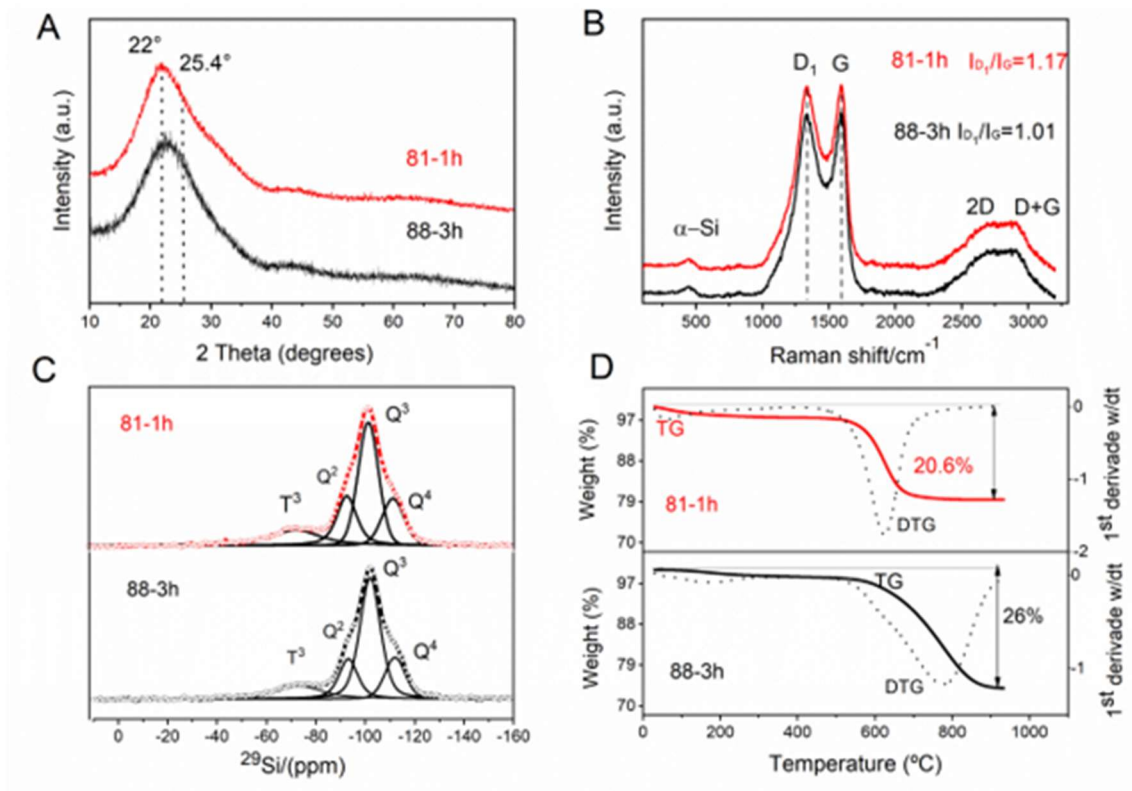 A
22°
25.4°
81-1h
88-3h
Intensity (a.u.)
10 20 30 40 50 60 70 80
2 Theta (degrees)
B
D₁ G
81-1h I_D₁/I_G=1.17
88-3h I_D₁/I_G=1.01
α–Si
2D D+G
Intensity (a.u.)
500 1000 1500 2000 2500 3000
Raman shift/cm⁻¹
C
81-1h
Q³
Q²
Q⁴
T³
88-3h
Q³
Q²
Q⁴
T³
0 -20 -40 -60 -80 -100 -120 -140 -160
²⁹Si/(ppm)
D
97
88
79
70
Weight (%)
TG
81-1h
20.6%
DTG
0
-1
-2
1st derivade w/dt
97
88
79
70
Weight (%)
TG
88-3h
26%
DTG
0
-1
1st derivade w/dt
0 200 400 600 800 1000
Temperature (ºC)